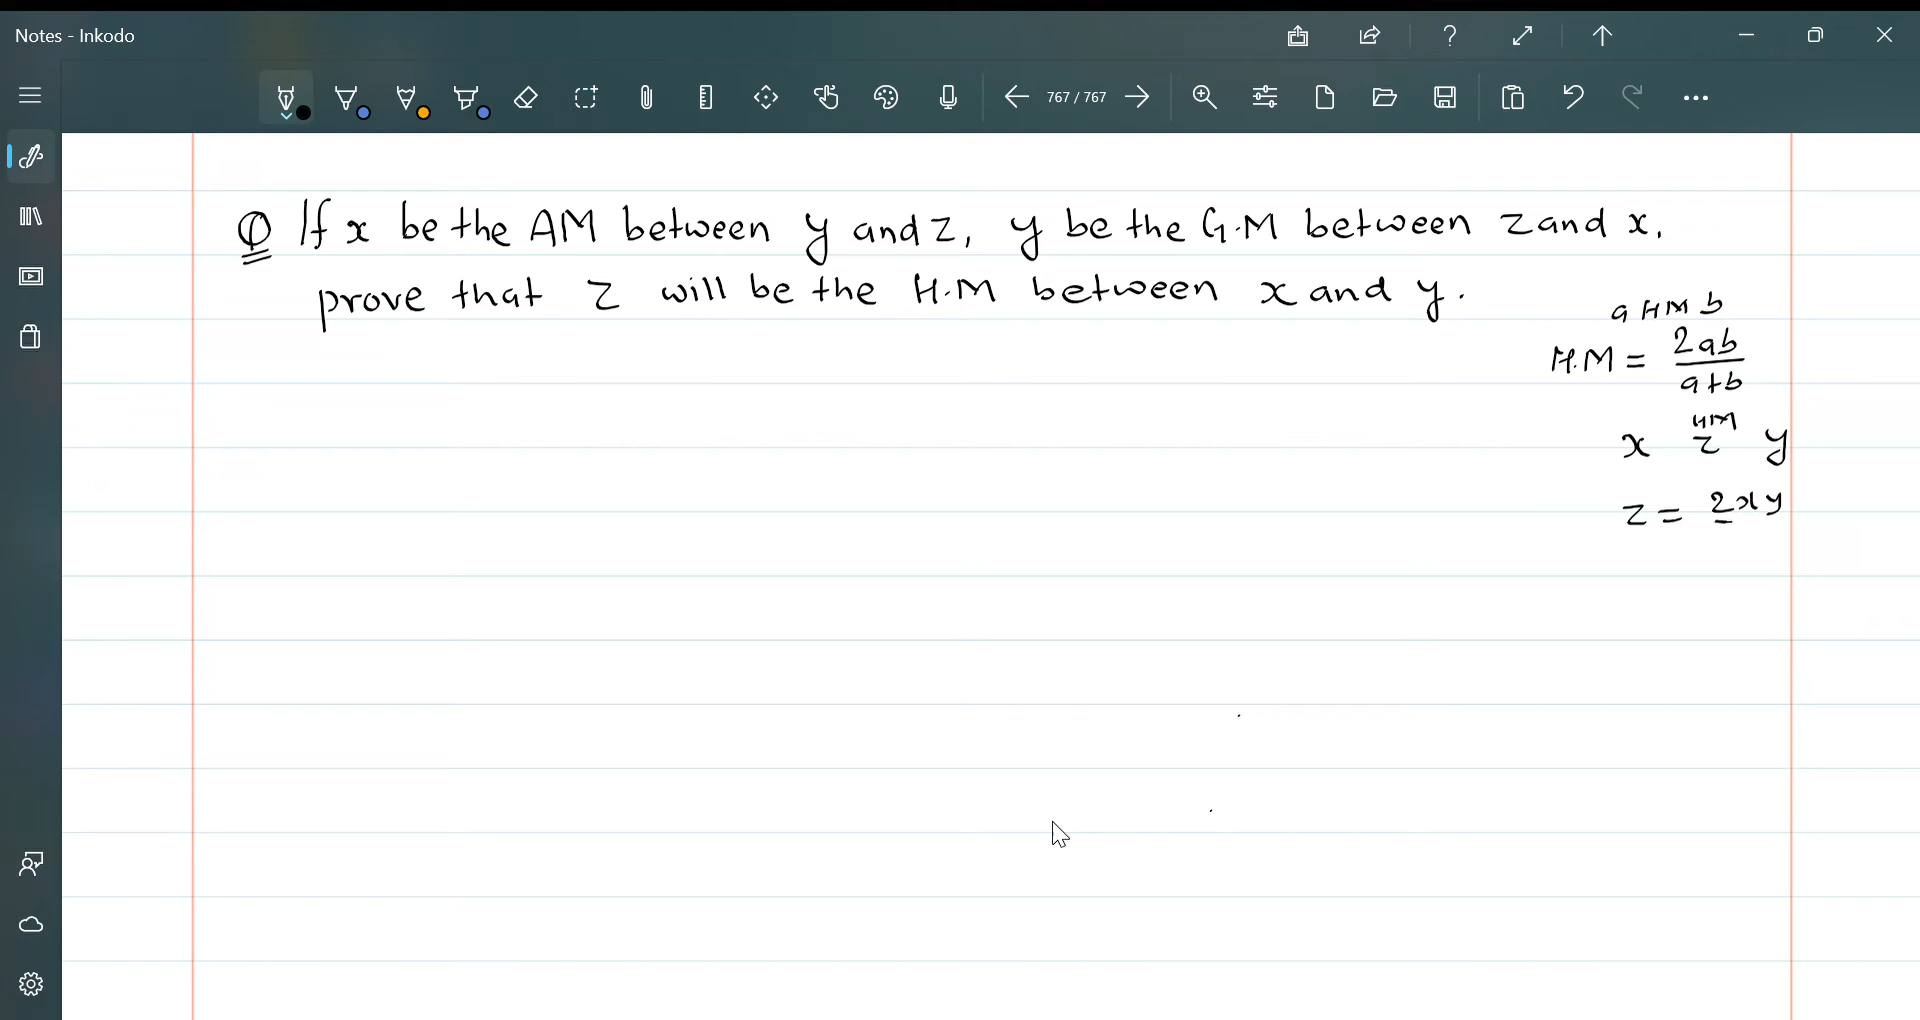 Notes - Inkodo
767 / 767
Q If x be the AM between y and z, y be the G.M between z and x.
prove that z will be the H.M between x and y.
a HM b
H.M = 2ab
a+b
HM
x z y
z = 2xy